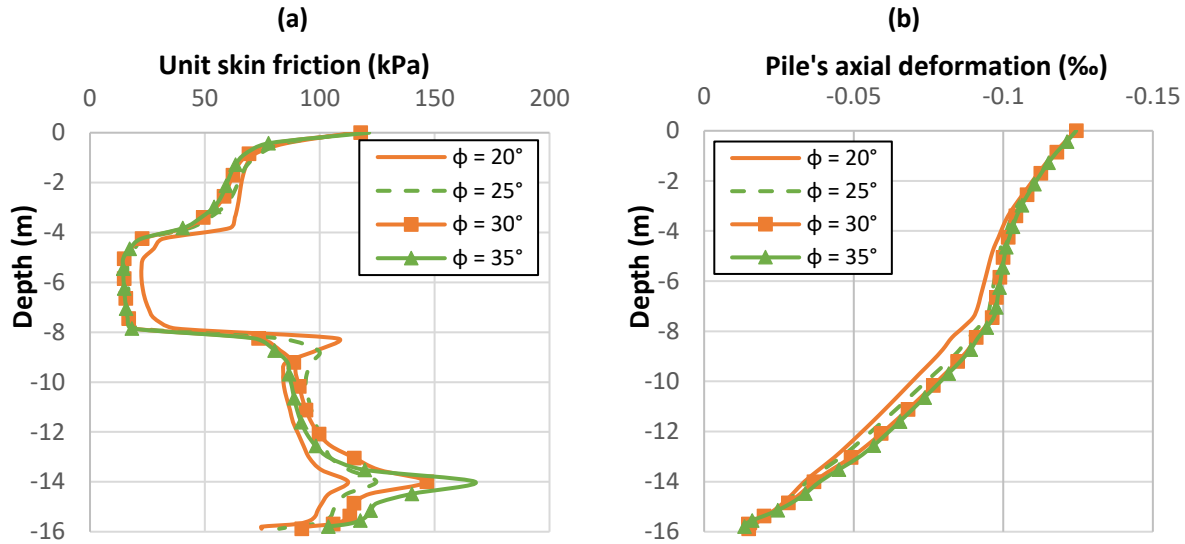 (a)
Unit skin friction (kPa)
0 50 100 150 200
Depth (m)
0
-2
-4
-6
-8
-10
-12
-14
-16
ϕ = 20°
ϕ = 25°
ϕ = 30°
ϕ = 35°
(b)
Pile's axial deformation (‰)
0 -0.05 -0.1 -0.15
Depth (m)
0
-2
-4
-6
-8
-10
-12
-14
-16
ϕ = 20°
ϕ = 25°
ϕ = 30°
ϕ = 35°